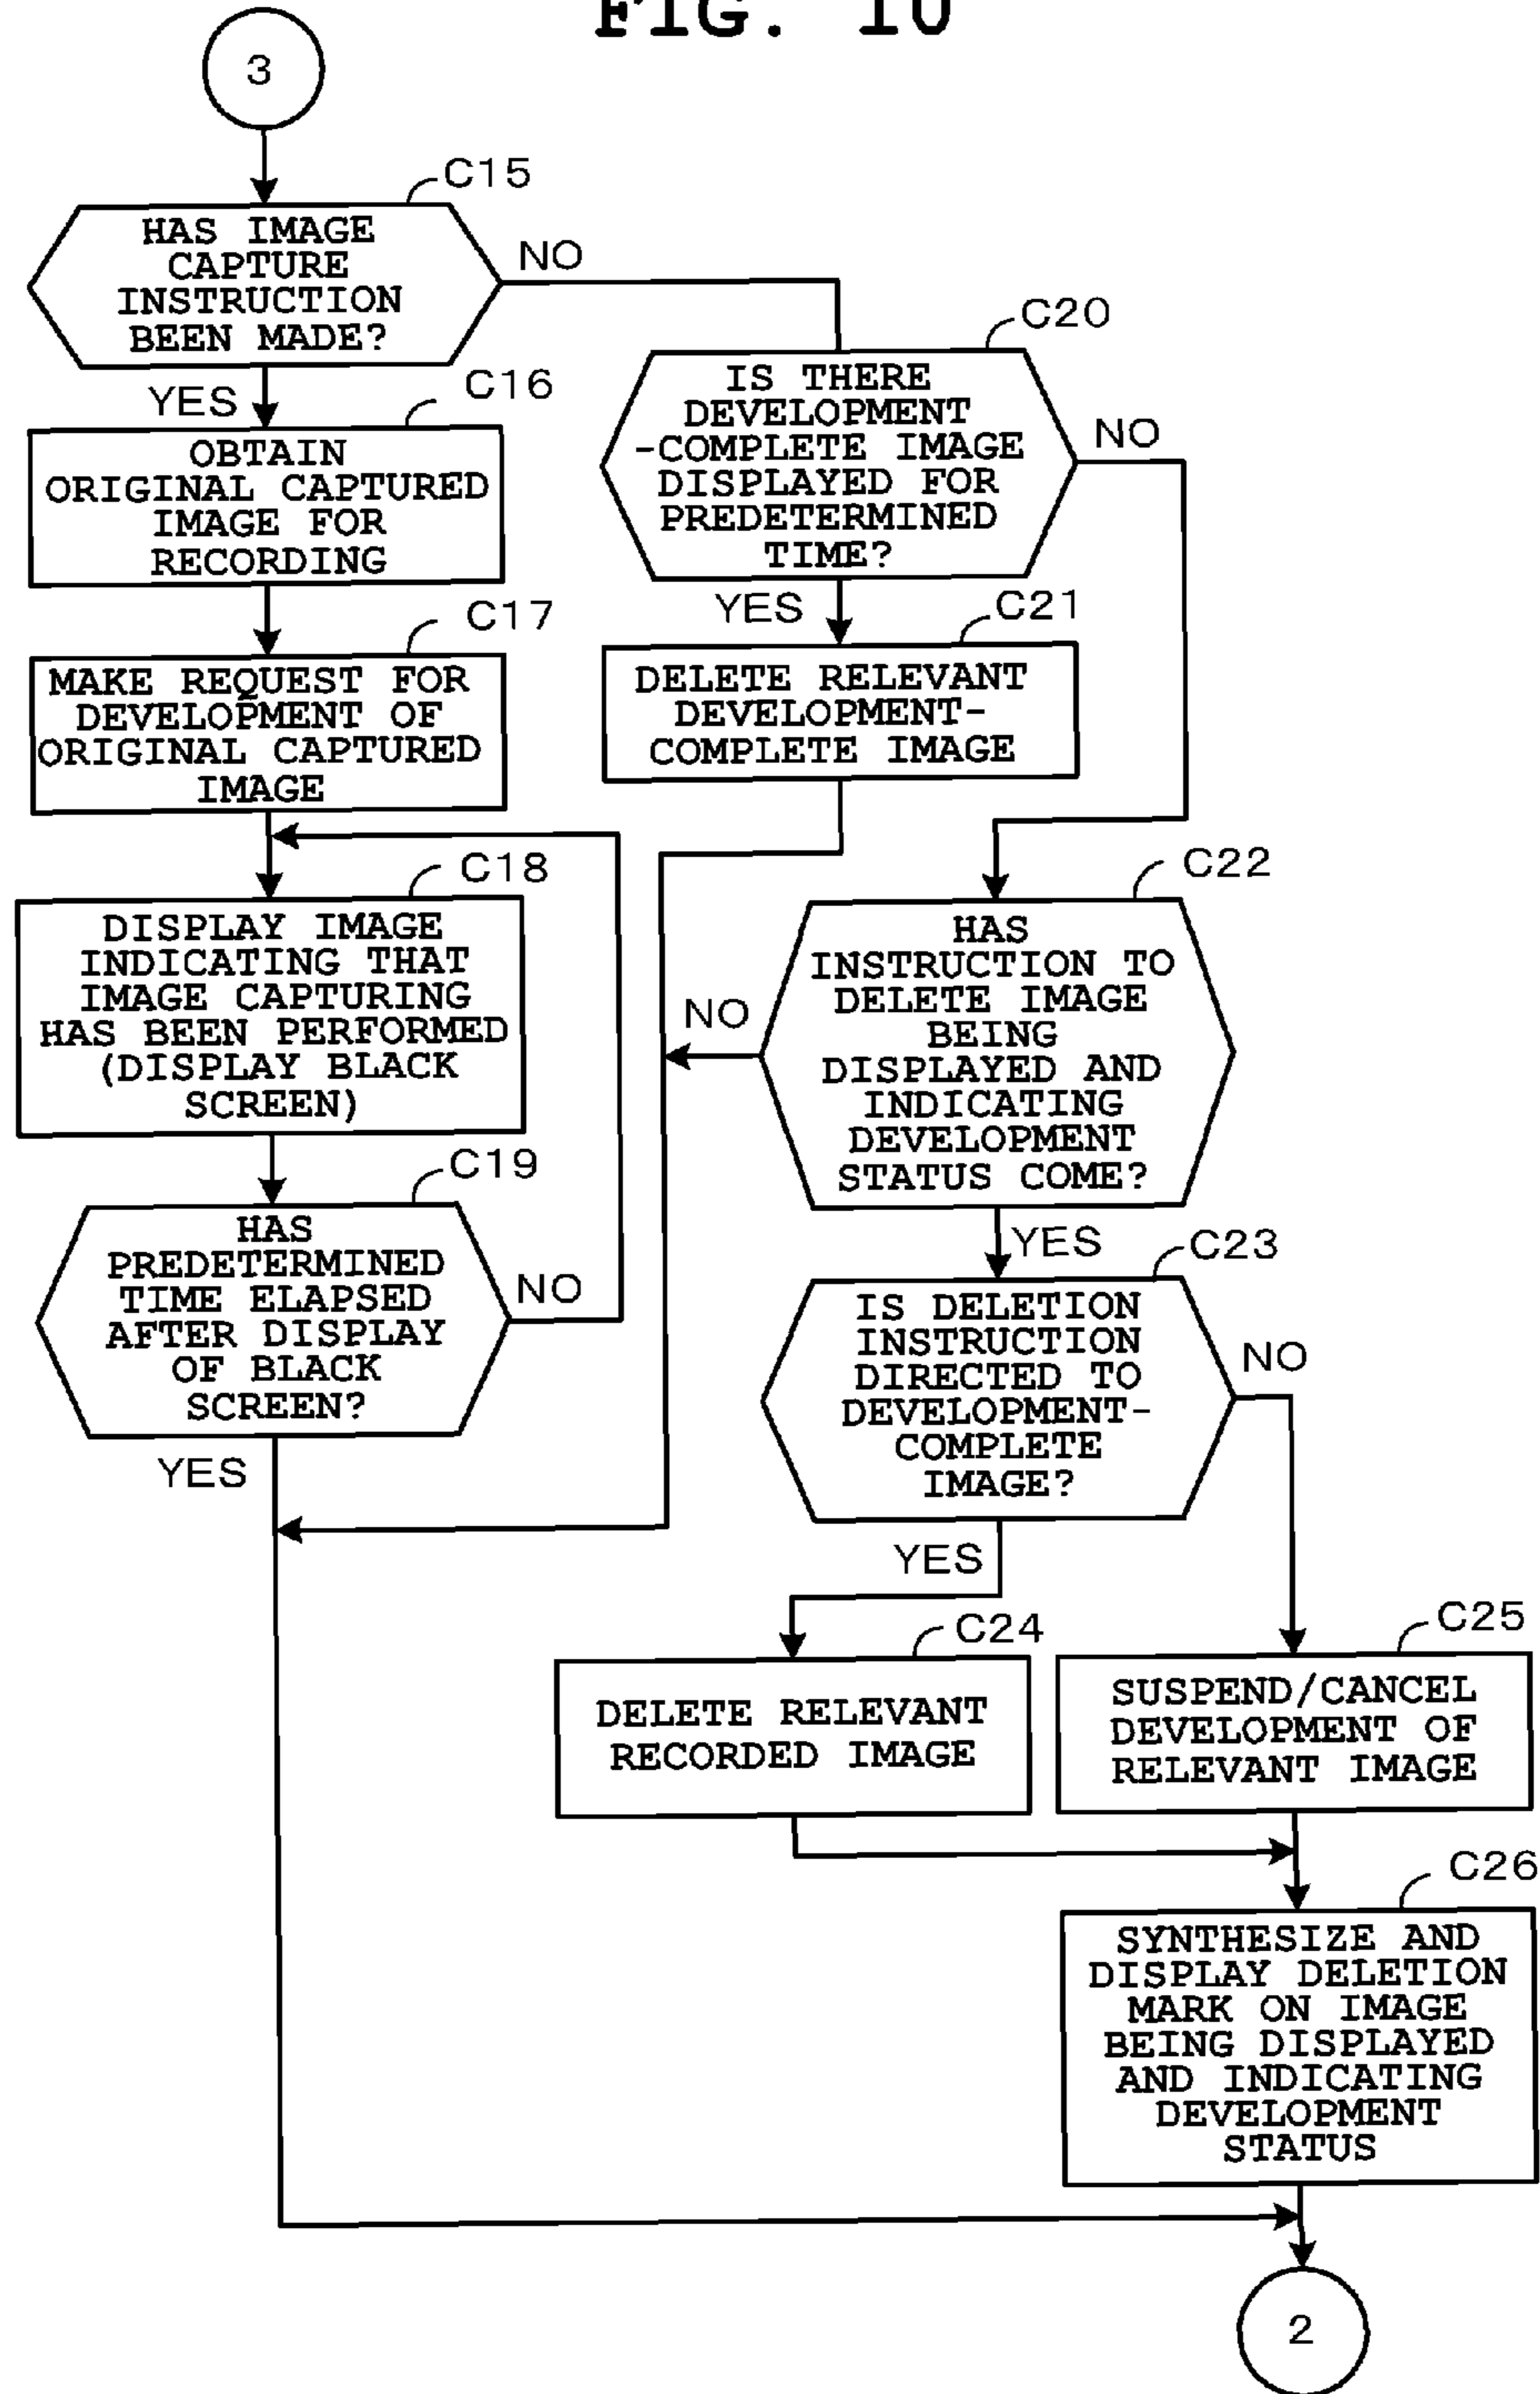 FIG. 10
3
C15
HAS IMAGE
CAPTURE
INSTRUCTION
BEEN MADE?
NO
YES
C16
OBTAIN
ORIGINAL CAPTURED
IMAGE FOR
RECORDING
C17
MAKE REQUEST FOR
DEVELOPMENT OF
ORIGINAL CAPTURED
IMAGE
C18
DISPLAY IMAGE
INDICATING THAT
IMAGE CAPTURING
HAS BEEN PERFORMED
(DISPLAY BLACK
SCREEN)
C19
HAS
PREDETERMINED
TIME ELAPSED
AFTER DISPLAY
OF BLACK
SCREEN?
NO
YES
C20
IS THERE
DEVELOPMENT
-COMPLETE IMAGE
DISPLAYED FOR
PREDETERMINED
TIME?
NO
YES
C21
DELETE RELEVANT
DEVELOPMENT-
COMPLETE IMAGE
C22
HAS
INSTRUCTION TO
DELETE IMAGE
BEING
DISPLAYED AND
INDICATING
DEVELOPMENT
STATUS COME?
NO
YES
C23
IS DELETION
INSTRUCTION
DIRECTED TO
DEVELOPMENT-
COMPLETE
IMAGE?
NO
YES
C24
DELETE RELEVANT
RECORDED IMAGE
C25
SUSPEND/CANCEL
DEVELOPMENT OF
RELEVANT IMAGE
C26
SYNTHESIZE AND
DISPLAY DELETION
MARK ON IMAGE
BEING DISPLAYED
AND INDICATING
DEVELOPMENT
STATUS
2